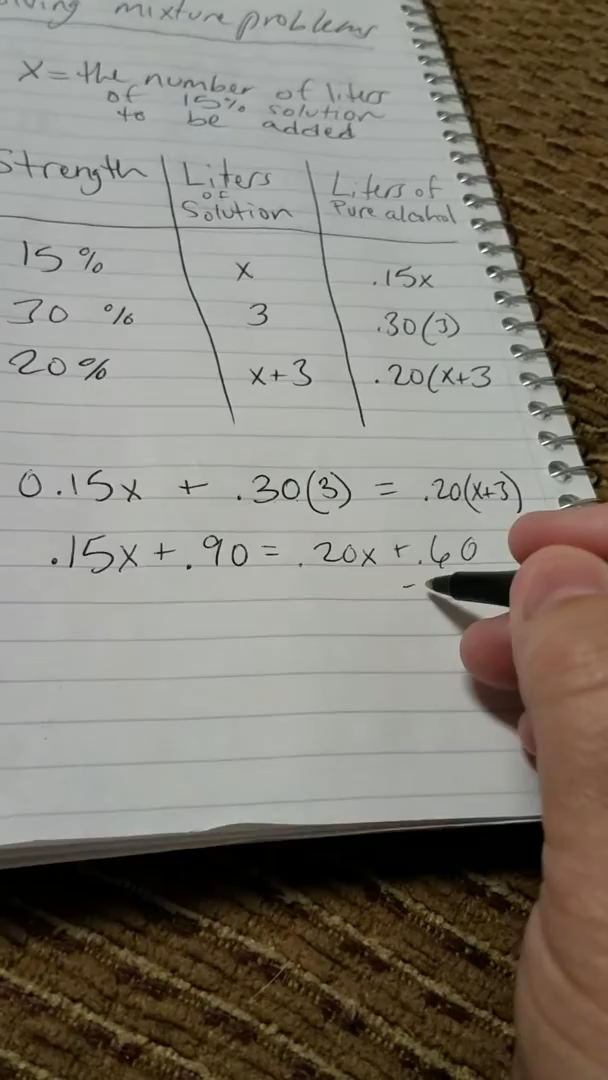 mixture problems
X = the number of liters
of 15% solution
to be added
Strength Liters of Solution Liters of Pure alcohol
15% x .15x
30 % 3 .30(3)
20% x+3 .20(x+3
0.15x + .30(3) = .20(x+3)
.15x + .90 = .20x + .60
-